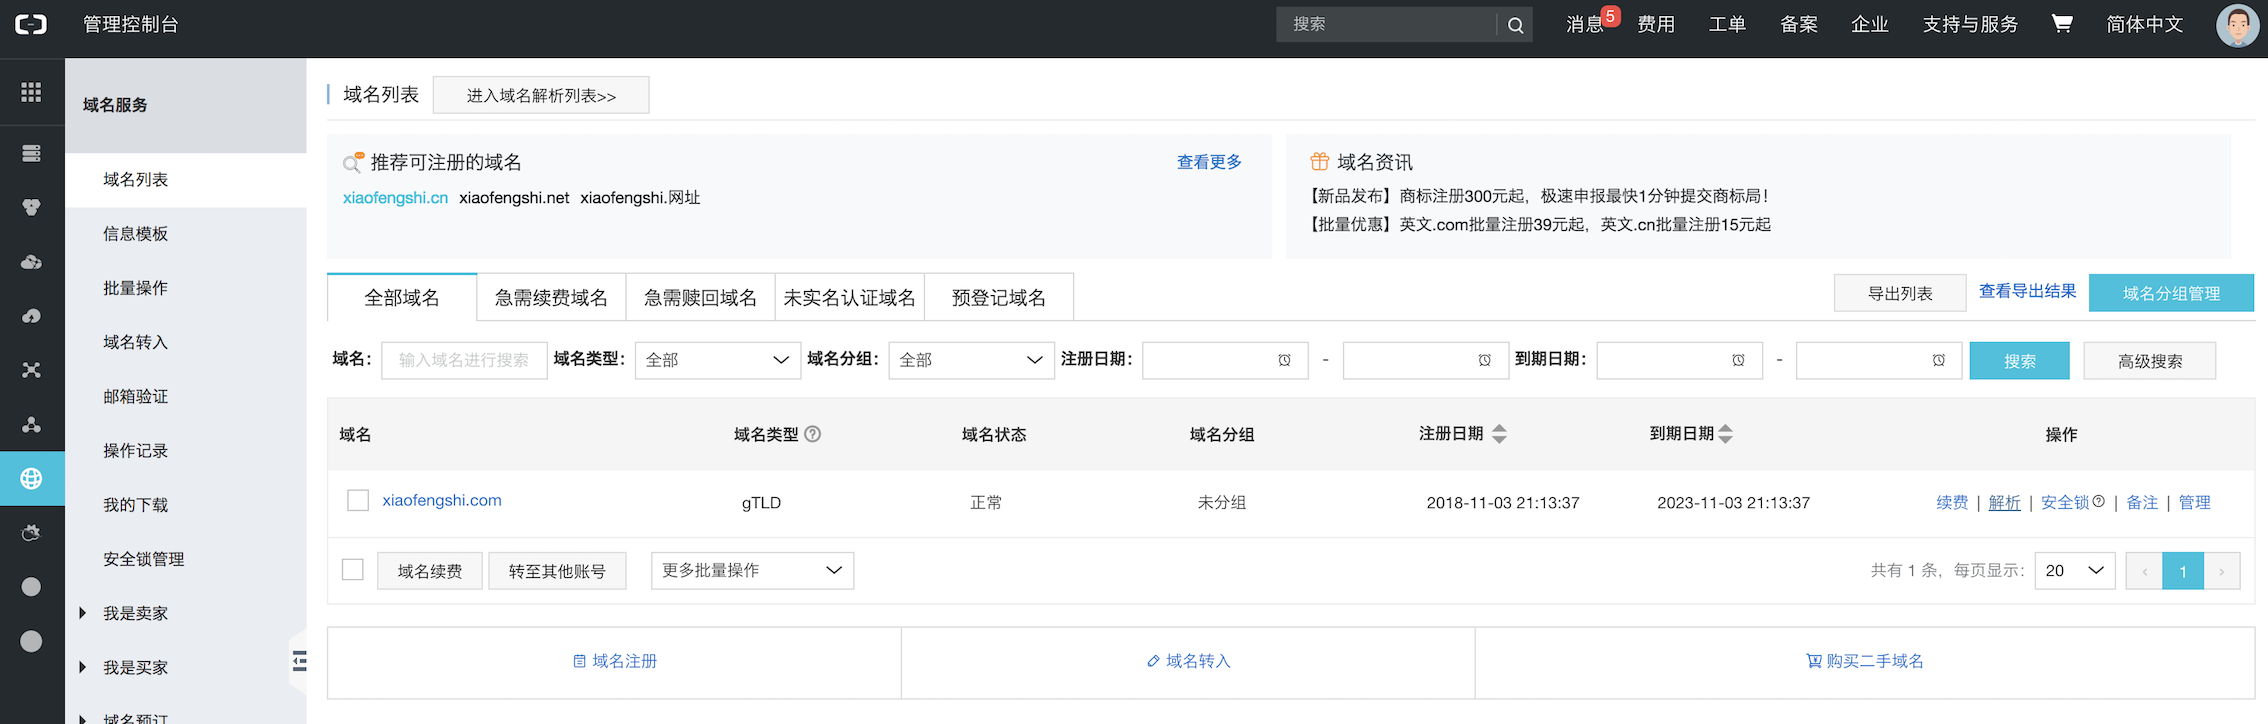 管理控制台
搜索
消息 5
费用
工单
备案
企业
支持与服务
简体中文
域名服务
域名列表
信息模板
批量操作
域名转入
邮箱验证
操作记录
我的下载
安全锁管理
我是卖家
我是买家
域名预订
域名列表
进入域名解析列表>>
推荐可注册的域名
查看更多
xiaofengshi.cn xiaofengshi.net xiaofengshi.网址
域名资讯
【新品发布】商标注册300元起，极速申报最快1分钟提交商标局！
【批量优惠】英文.com批量注册39元起，英文.cn批量注册15元起
全部域名
急需续费域名
急需赎回域名
未实名认证域名
预登记域名
导出列表
查看导出结果
域名分组管理
域名： 输入域名进行搜索 域名类型： 全部 域名分组： 全部 注册日期： - 到期日期： - 搜索 高级搜索
域名 域名类型 ? 域名状态 域名分组 注册日期 到期日期 操作
xiaofengshi.com gTLD 正常 未分组 2018-11-03 21:13:37 2023-11-03 21:13:37 续费 | 解析 | 安全锁 ? | 备注 | 管理
域名续费 转至其他账号 更多批量操作 共有 1 条，每页显示： 20 ‹ 1 ›
域名注册
域名转入
购买二手域名